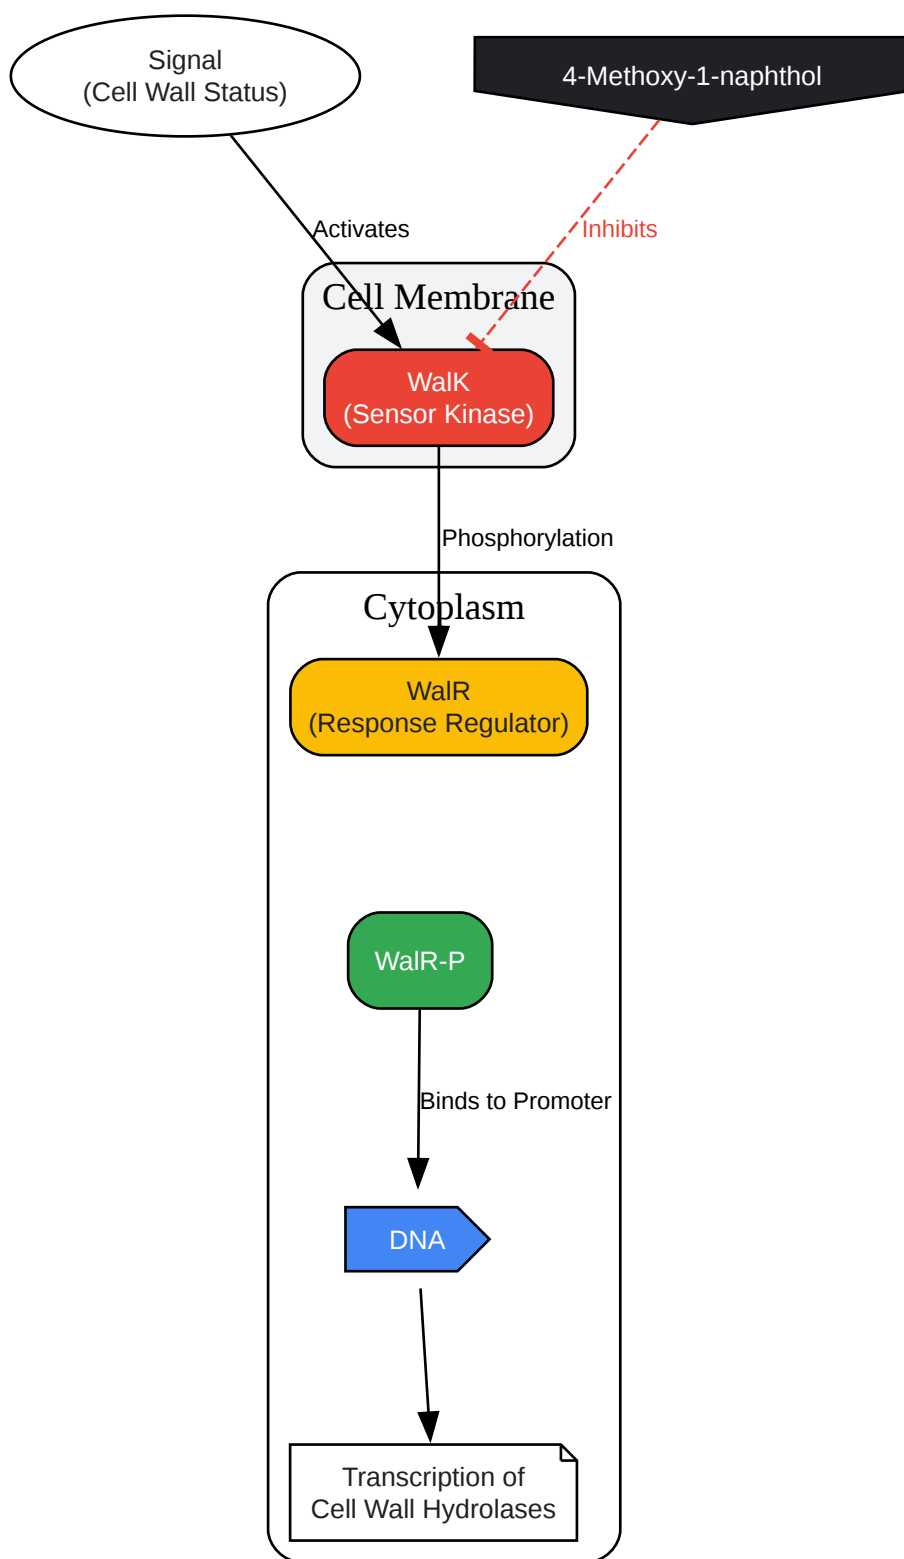 Signal
(Cell Wall Status)
4-Methoxy-1-naphthol
Activates
Inhibits
Cell Membrane
WalK
(Sensor Kinase)
Phosphorylation
Cytoplasm
WalR
(Response Regulator)
WalR-P
Binds to Promoter
DNA
Transcription of
Cell Wall Hydrolases